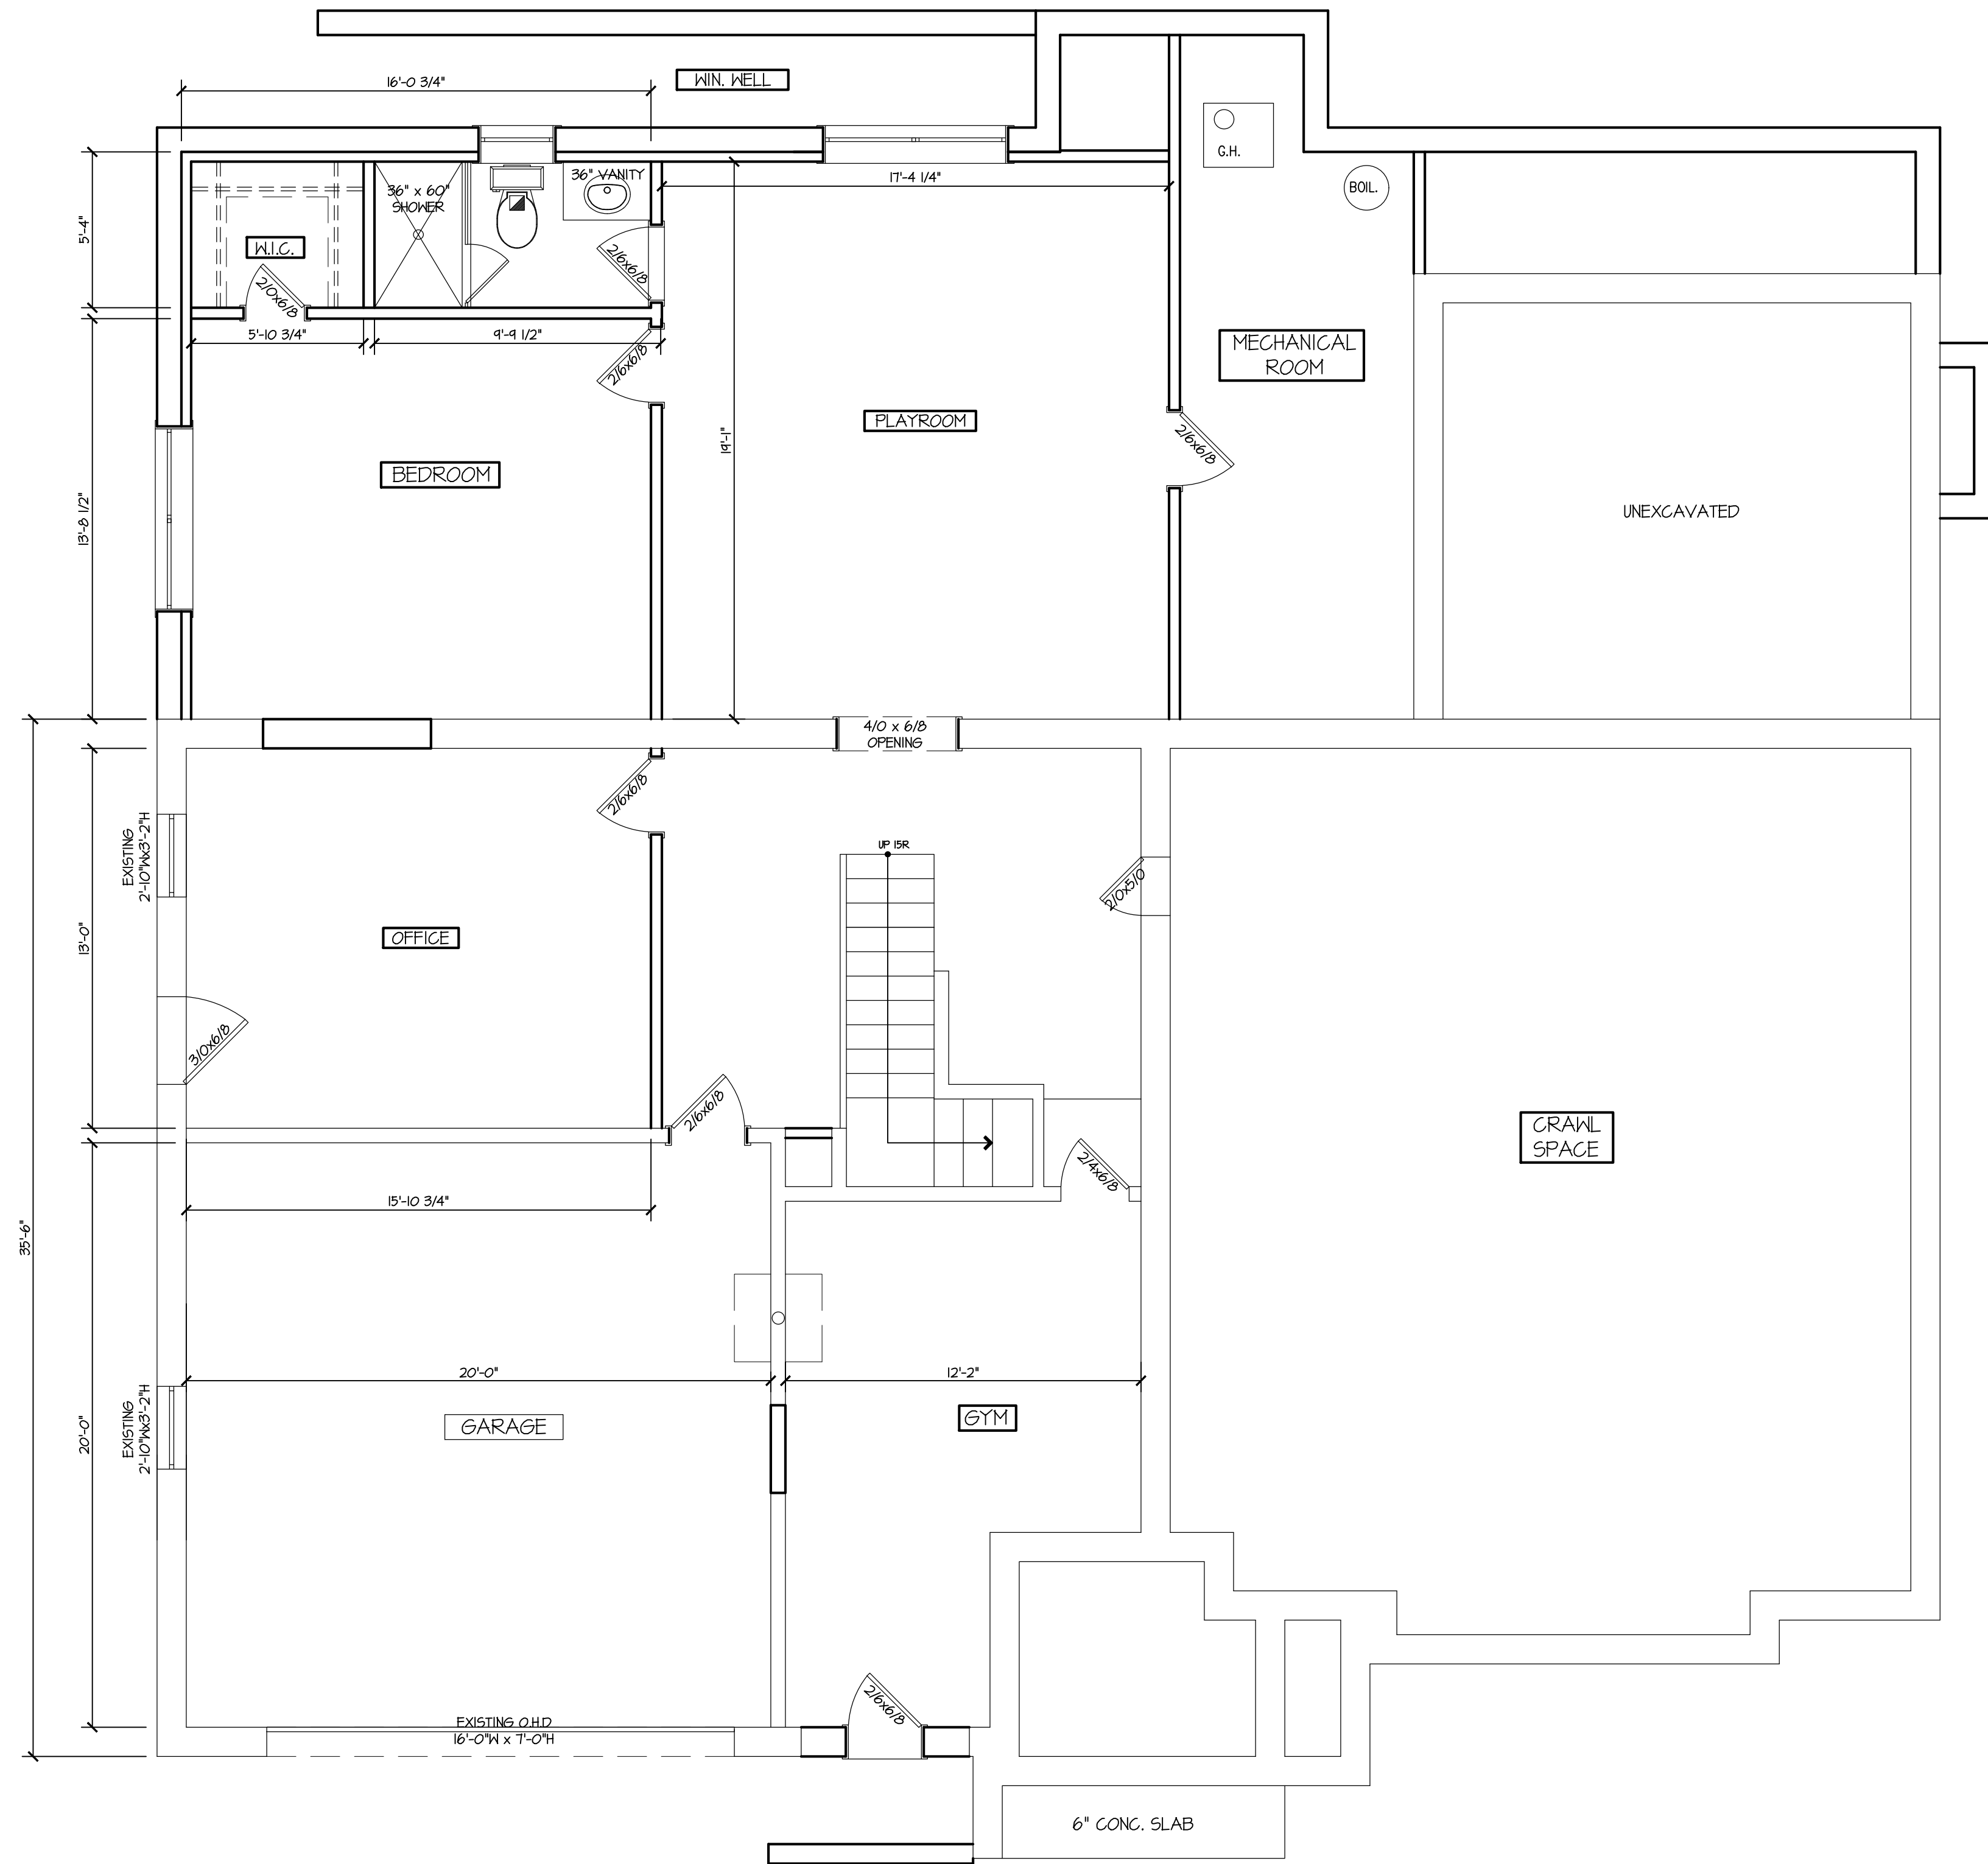 16'-0 3/4"
WIN. WELL
G.H.
BOIL.
36" x 60"
SHOWER
36" VANITY
17'-4 1/4"
5'-4"
W.I.C.
2/0x6/8
2/6x6/8
5'-10 3/4"
9'-9 1/2"
2/6x6/8
MECHANICAL
ROOM
PLAYROOM
19'-1"
2/6x6/8
BEDROOM
13'-8 1/2"
UNEXCAVATED
4/0 x 6/8
OPENING
2/6x6/8
EXISTING
2'-10"Wx3'-2"H
UP 15R
2/0x5/0
13'-0"
OFFICE
3/0x6/8
2/6x6/8
CRAWL
SPACE
2/4x6/8
15'-10 3/4"
35'-6"
20'-0"
12'-2"
EXISTING
2'-10"Wx3'-2"H
20'-0"
GARAGE
GYM
2/6x6/8
EXISTING O.H.D
16'-0"W x 7'-0"H
6" CONC. SLAB